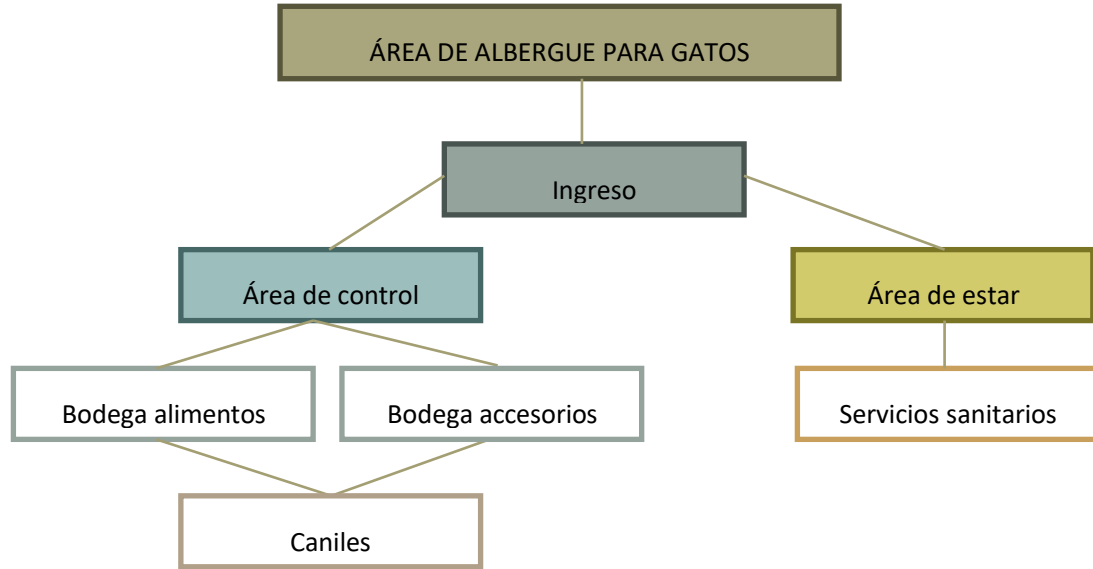 ÁREA DE ALBERGUE PARA GATOS
Ingreso
Área de control
Área de estar
Bodega alimentos
Bodega accesorios
Servicios sanitarios
Caniles